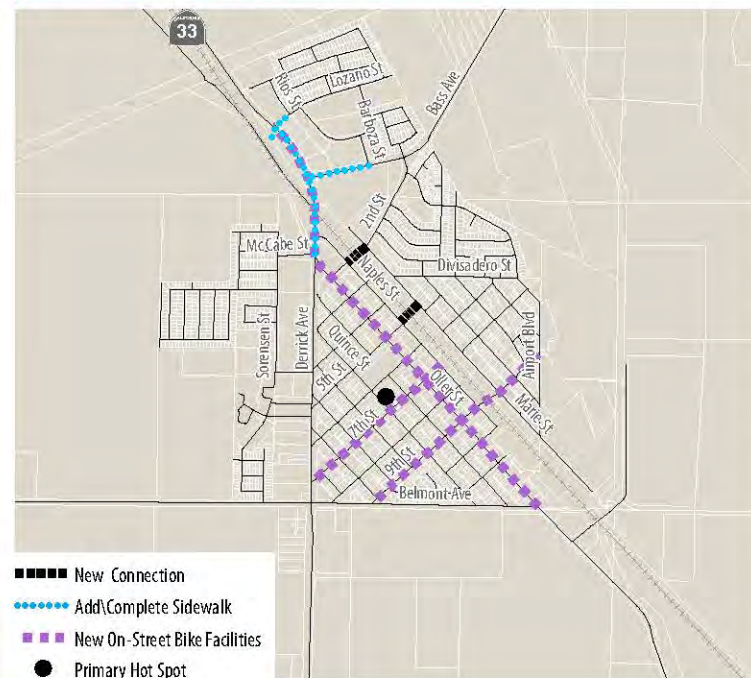 CALIFORNIA
33
Rios St
Lozano St
Barboza St
Bass Ave
2nd St
McCabe St
Naples St
Divisadero St
Sorensen St
Derrick Ave
Quince St
5th St
Airport Blvd
Oller St
Marie St
7th St
9th St
Belmont Ave
New Connection
Add\Complete Sidewalk
New On-Street Bike Facilities
Primary Hot Spot